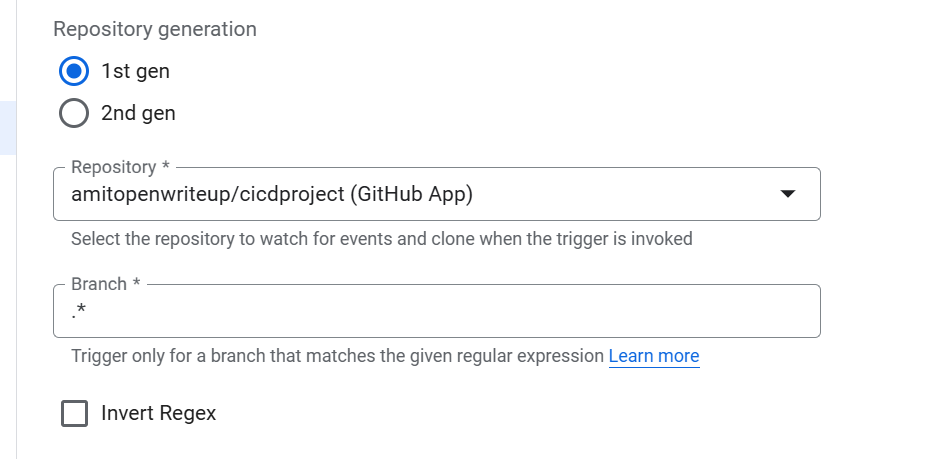 Repository generation
1st gen
2nd gen
Repository *
amitopenwriteup/cicdproject (GitHub App)
Select the repository to watch for events and clone when the trigger is invoked
Branch *
.*
Trigger only for a branch that matches the given regular expression Learn more
Invert Regex